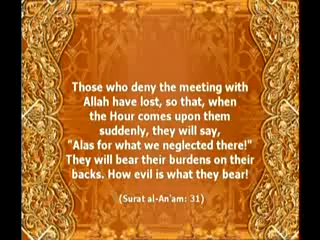 Those who deny the meeting with
Allah have lost, so that, when
the Hour comes upon them
suddenly, they will say,
"Alas for what we neglected there!"
They will bear their burdens on their
backs. How evil is what they bear!
(Surat al-An'am: 31)